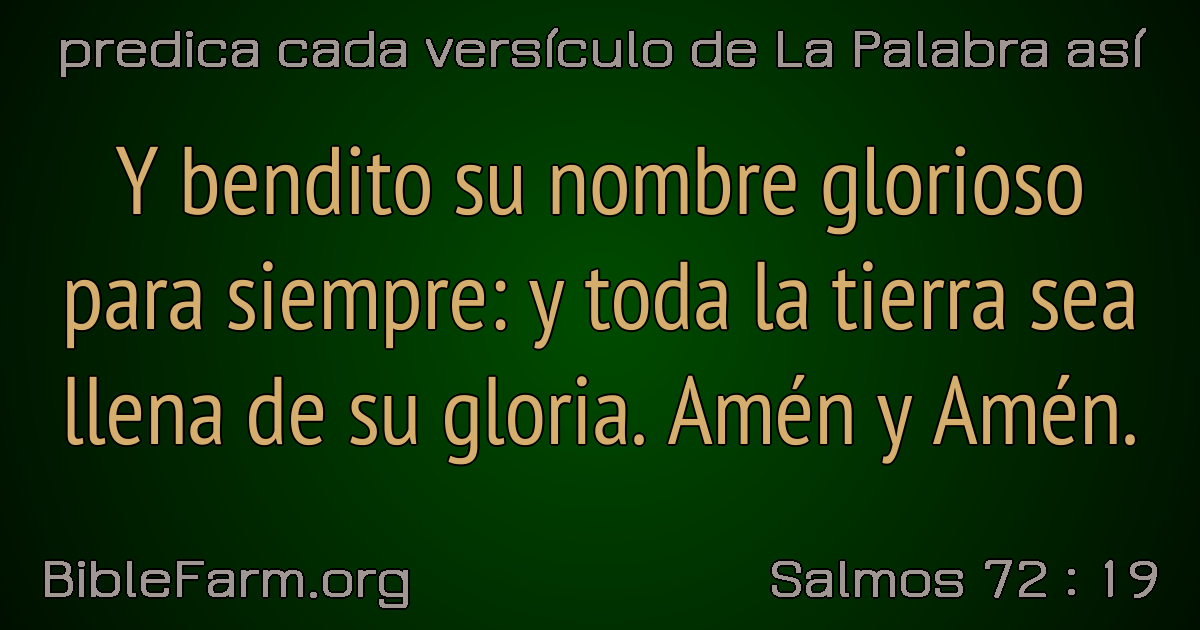 predica cada versículo de La Palabra así
Y bendito su nombre glorioso
para siempre: y toda la tierra sea
llena de su gloria. Amén y Amén.
BibleFarm.org
Salmos 72 : 19